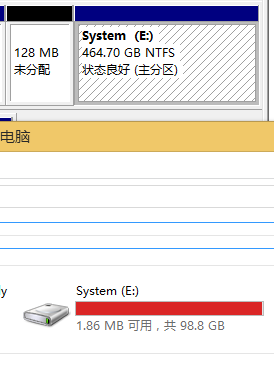 System (E:)
128 MB
464.70 GB NTFS
未分配
状态良好 (主分区)
电脑
ly
System (E:)
1.86 MB 可用，共 98.8 GB